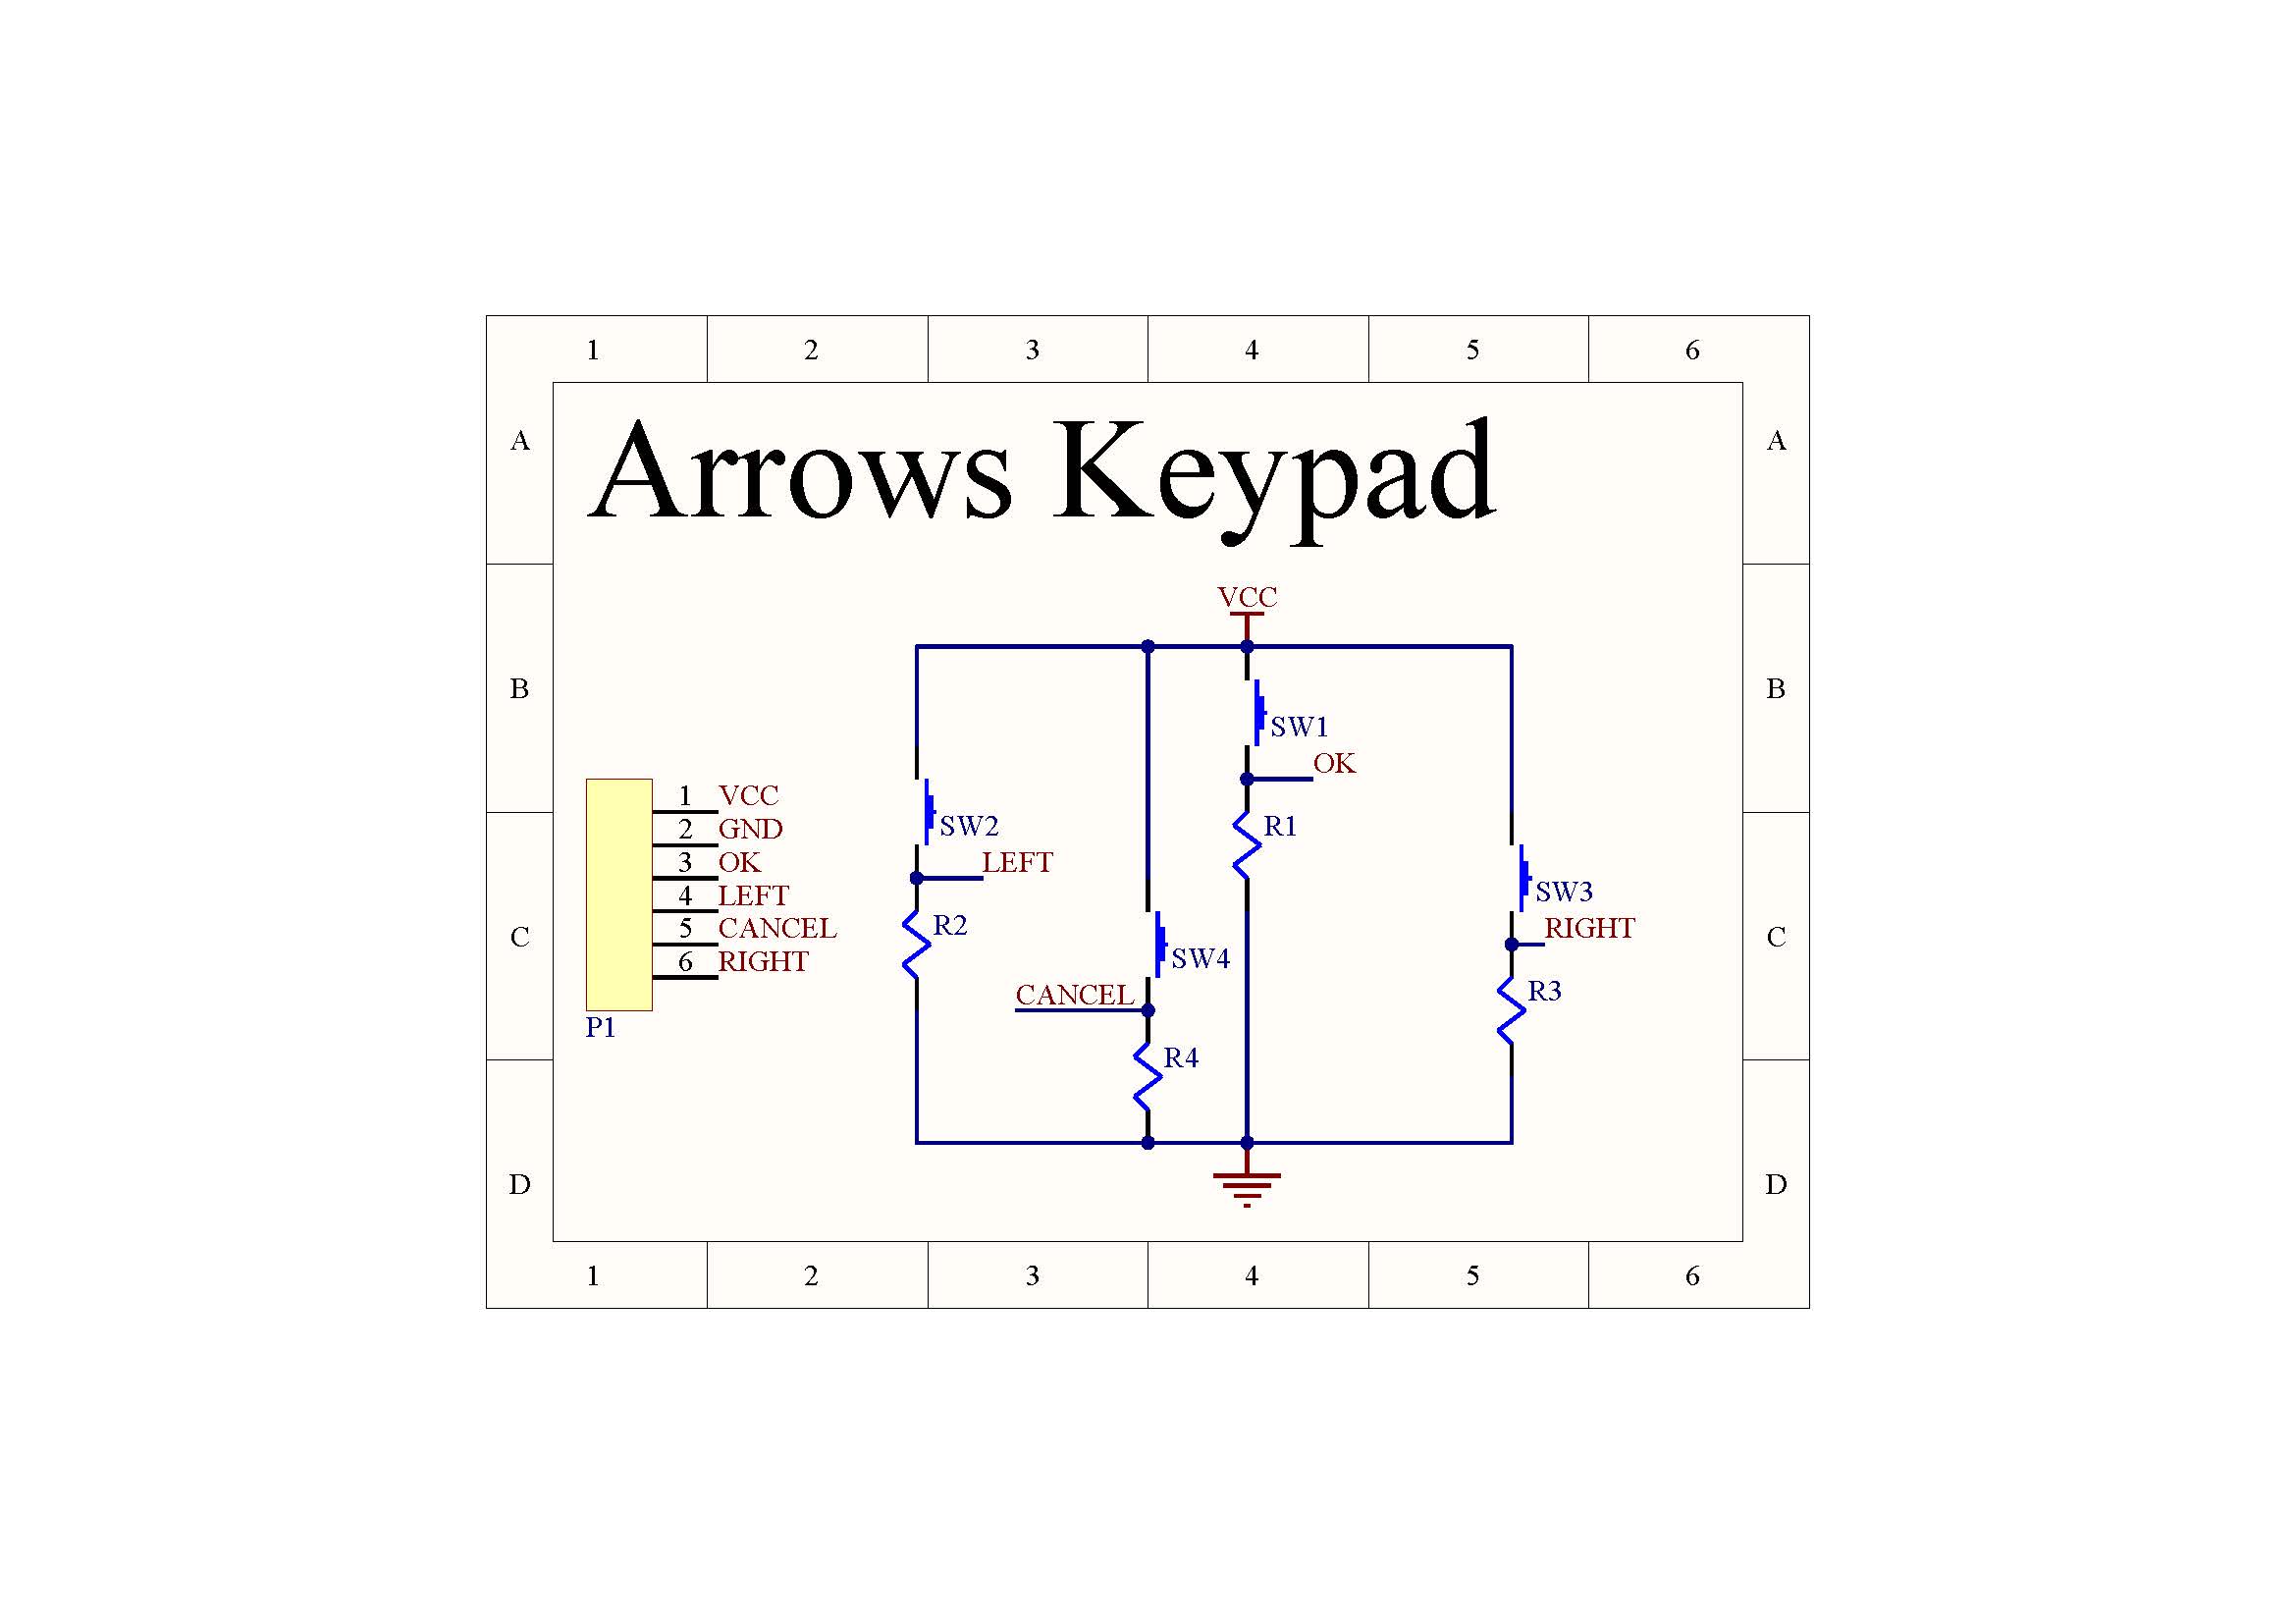 1 2 3 4 5 6
A A
Arrows Keypad
VCC
B B
SW1
OK
1 VCC
2 GND
3 OK
4 LEFT
5 CANCEL
6 RIGHT
P1
SW2
LEFT
R2
R1
SW3
RIGHT
R3
SW4
CANCEL
R4
C C
D D
1 2 3 4 5 6